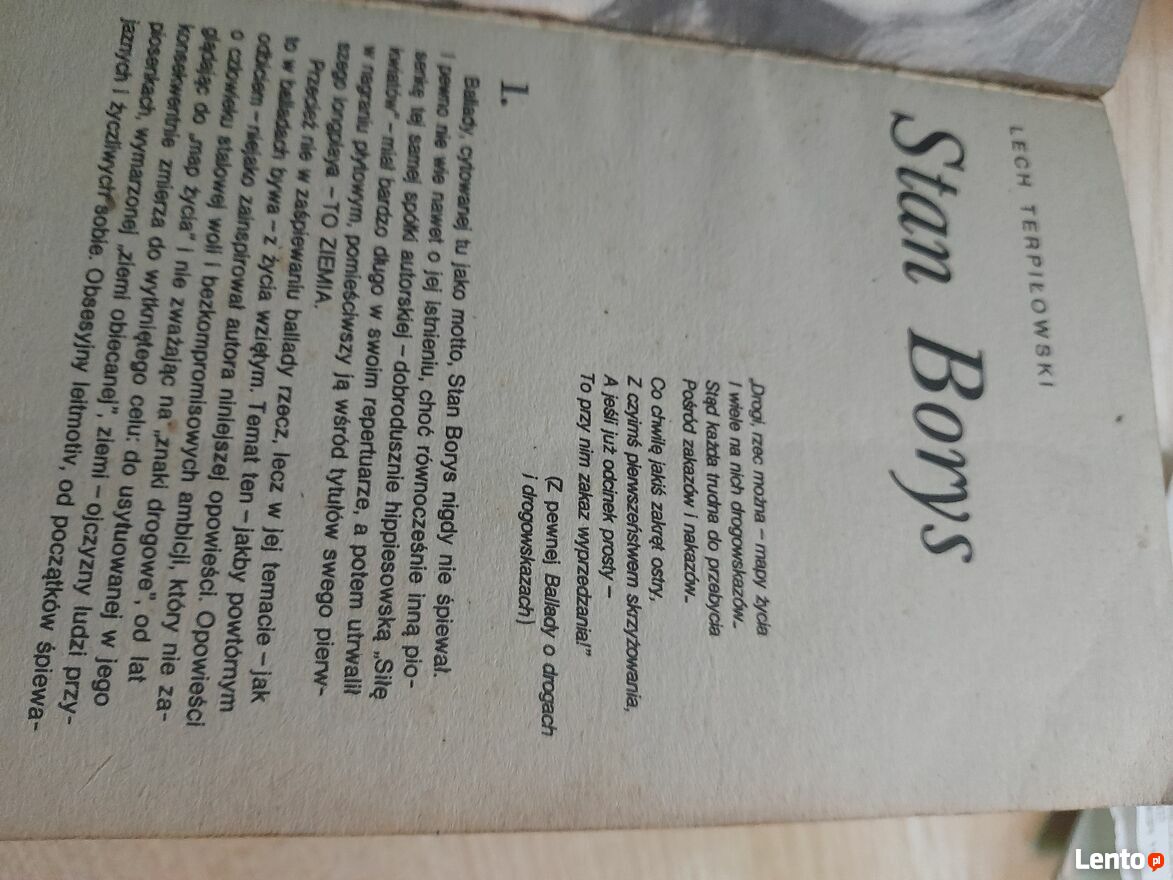 LECH TERPIŁOWSKI
Stan Borys
„Drogi, rzec można – mapy życia
I wiele na nich drogowskazów...
Stąd każda trudna do przebycia
Pośród zakazów i nakazów...
Co chwilę jakiś zakręt ostry,
Z czyimś pierwszeństwem skrzyżowania,
A jeśli już odcinek prosty –
To przy nim zakaz wyprzedzania!”
(Z pewnej Ballady o drogach
i drogowskazach)
1.
Ballady, cytowanej tu jako motto, Stan Borys nigdy nie śpiewał.
I pewno nie wie nawet o jej istnieniu, choć równocześnie inną pio-
senkę tej samej spółki autorskiej – dobrodusznie hippiesowską „Siłę
kwiatów” – miał bardzo długo w swoim repertuarze, a potem utrwalił
w nagraniu płytowym, pomieściwszy ją wśród tytułów swego pierw-
szego longplaya – TO ZIEMIA.
Przecież nie w zaśpiewaniu ballady rzecz, lecz w jej temacie – jak
to w balladach bywa – z życia wziętym. Temat ten – jakby powtórnym
odbiciem – niejako zainspirował autora niniejszej opowieści. Opowieści
o człowieku stalowej woli i bezkompromisowych ambicji, który nie za-
glądając do „map życia” i nie zważając na „znaki drogowe”, od lat
konsekwentnie zmierza do wytkniętego celu: do usytuowanej w jego
piosenkach, wymarzonej „ziemi obiecanej”, ziemi – ojczyzny ludzi przy-
jaznych i życzliwych sobie. Obsesyjny leitmotiv, od początków śpiewa-
Lento.pl